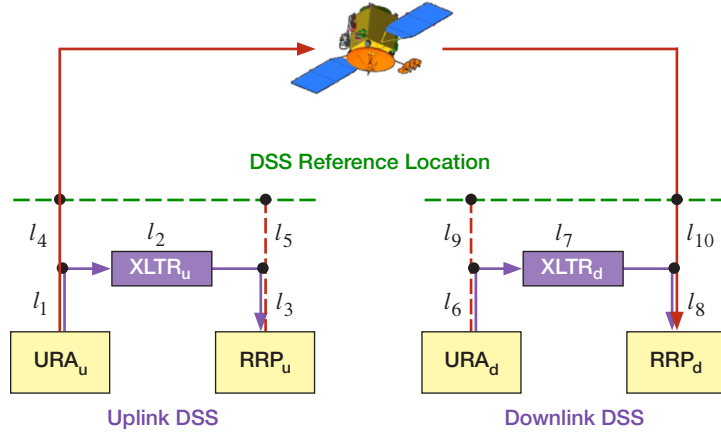 DSS Reference Location
l4 l2 l5 l9 l7 l10
XLTRu XLTRd
l1 l3 l6 l8
URAu RRPu URAd RRPd
Uplink DSS Downlink DSS